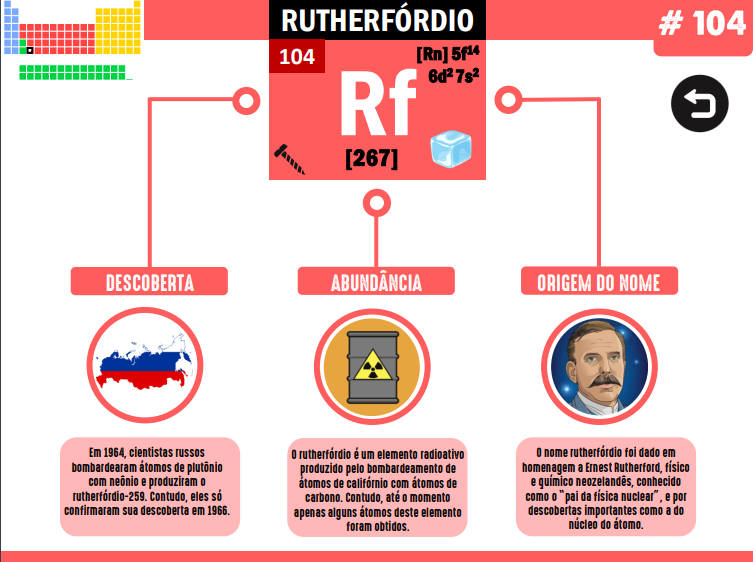 RUTHERFÓRDIO
# 104
104
[Rn] 5f¹⁴
6d² 7s²
Rf
[267]
DESCOBERTA
Em 1964, cientistas russos
bombardearam átomos de plutônio
com neônio e produziram o
rutherfórdio-259. Contudo, eles só
confirmaram sua descoberta em 1966.
ABUNDÂNCIA
O rutherfórdio é um elemento radioativo
produzido pelo bombardeamento de
átomos de califórnio com átomos de
carbono. Contudo, até o momento
apenas alguns átomos deste elemento
foram obtidos.
ORIGEM DO NOME
O nome rutherfórdio foi dado em
homenagem a Ernest Rutherford, físico
e químico neozelandês, conhecido
como o "pai da física nuclear", e por
descobertas importantes como a do
núcleo do átomo.